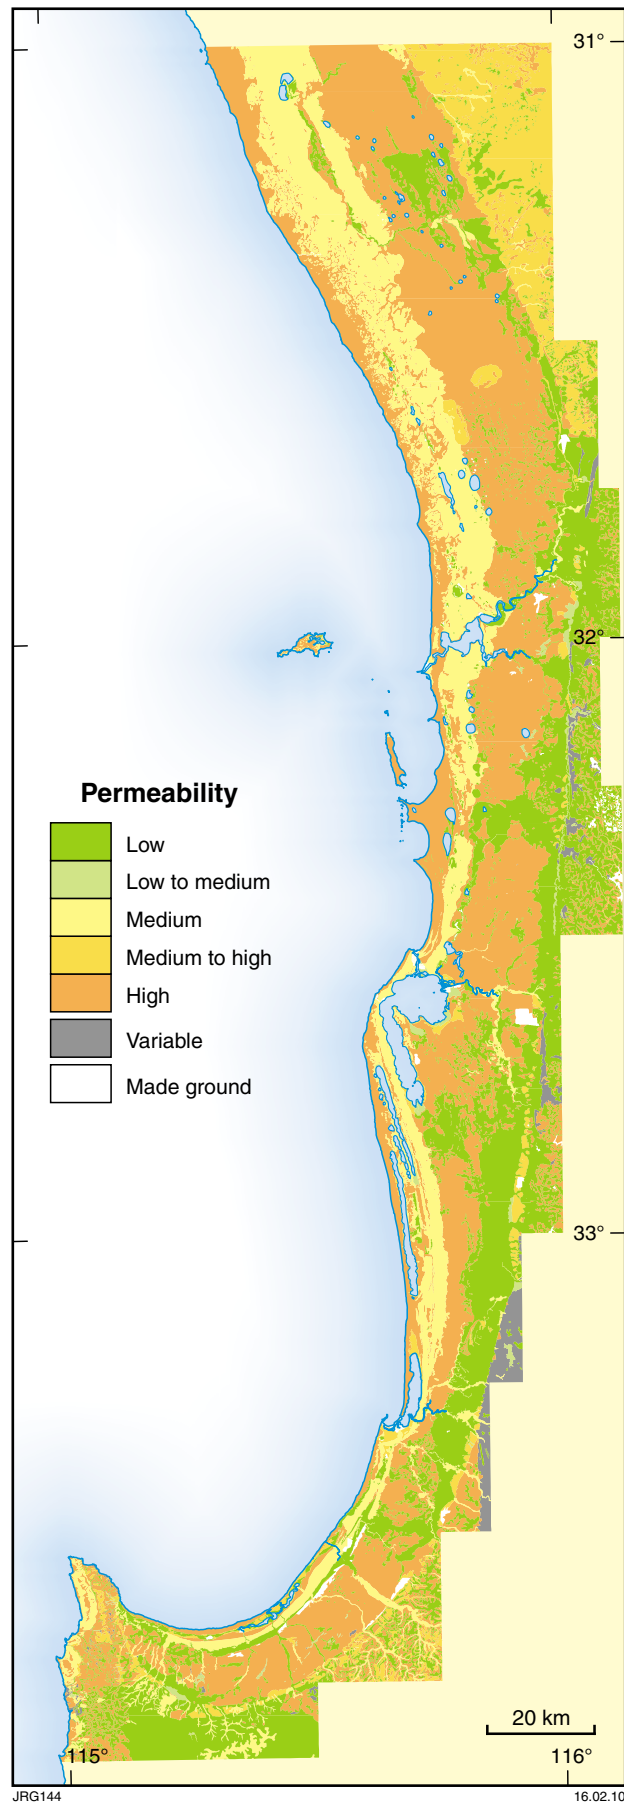 31°
32°
Permeability
Low
Low to medium
Medium
Medium to high
High
Variable
Made ground
33°
20 km
115°
116°
JRG144
16.02.10